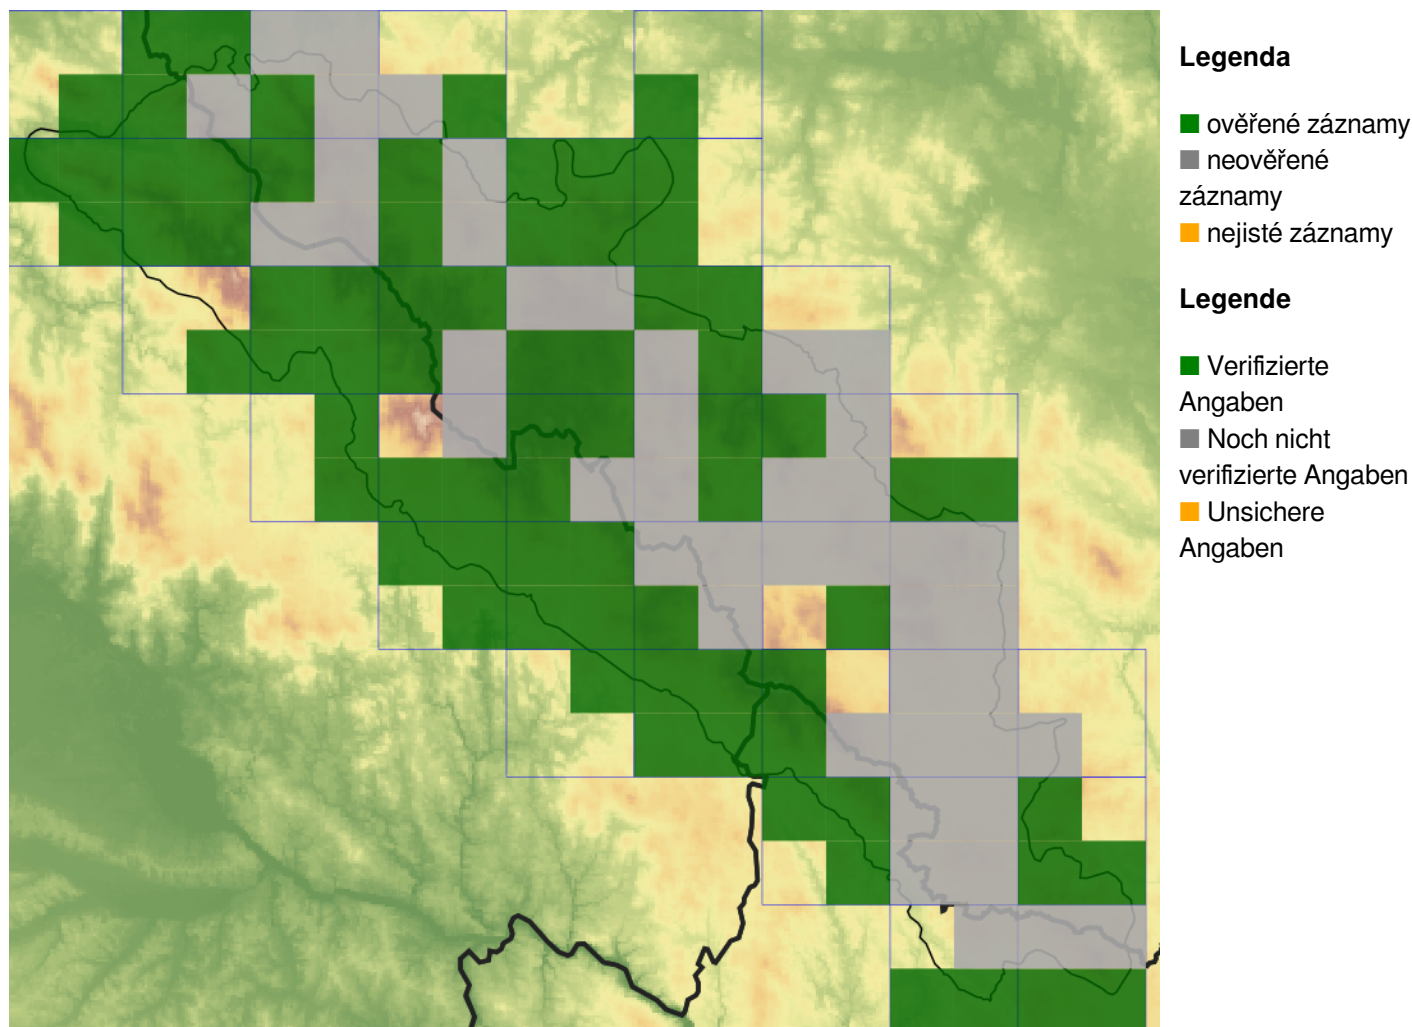 Legenda
ověřené záznamy
neověřené
záznamy
nejisté záznamy
Legende
Verifizierte
Angaben
Noch nicht
verifizierte Angaben
Unsichere
Angaben